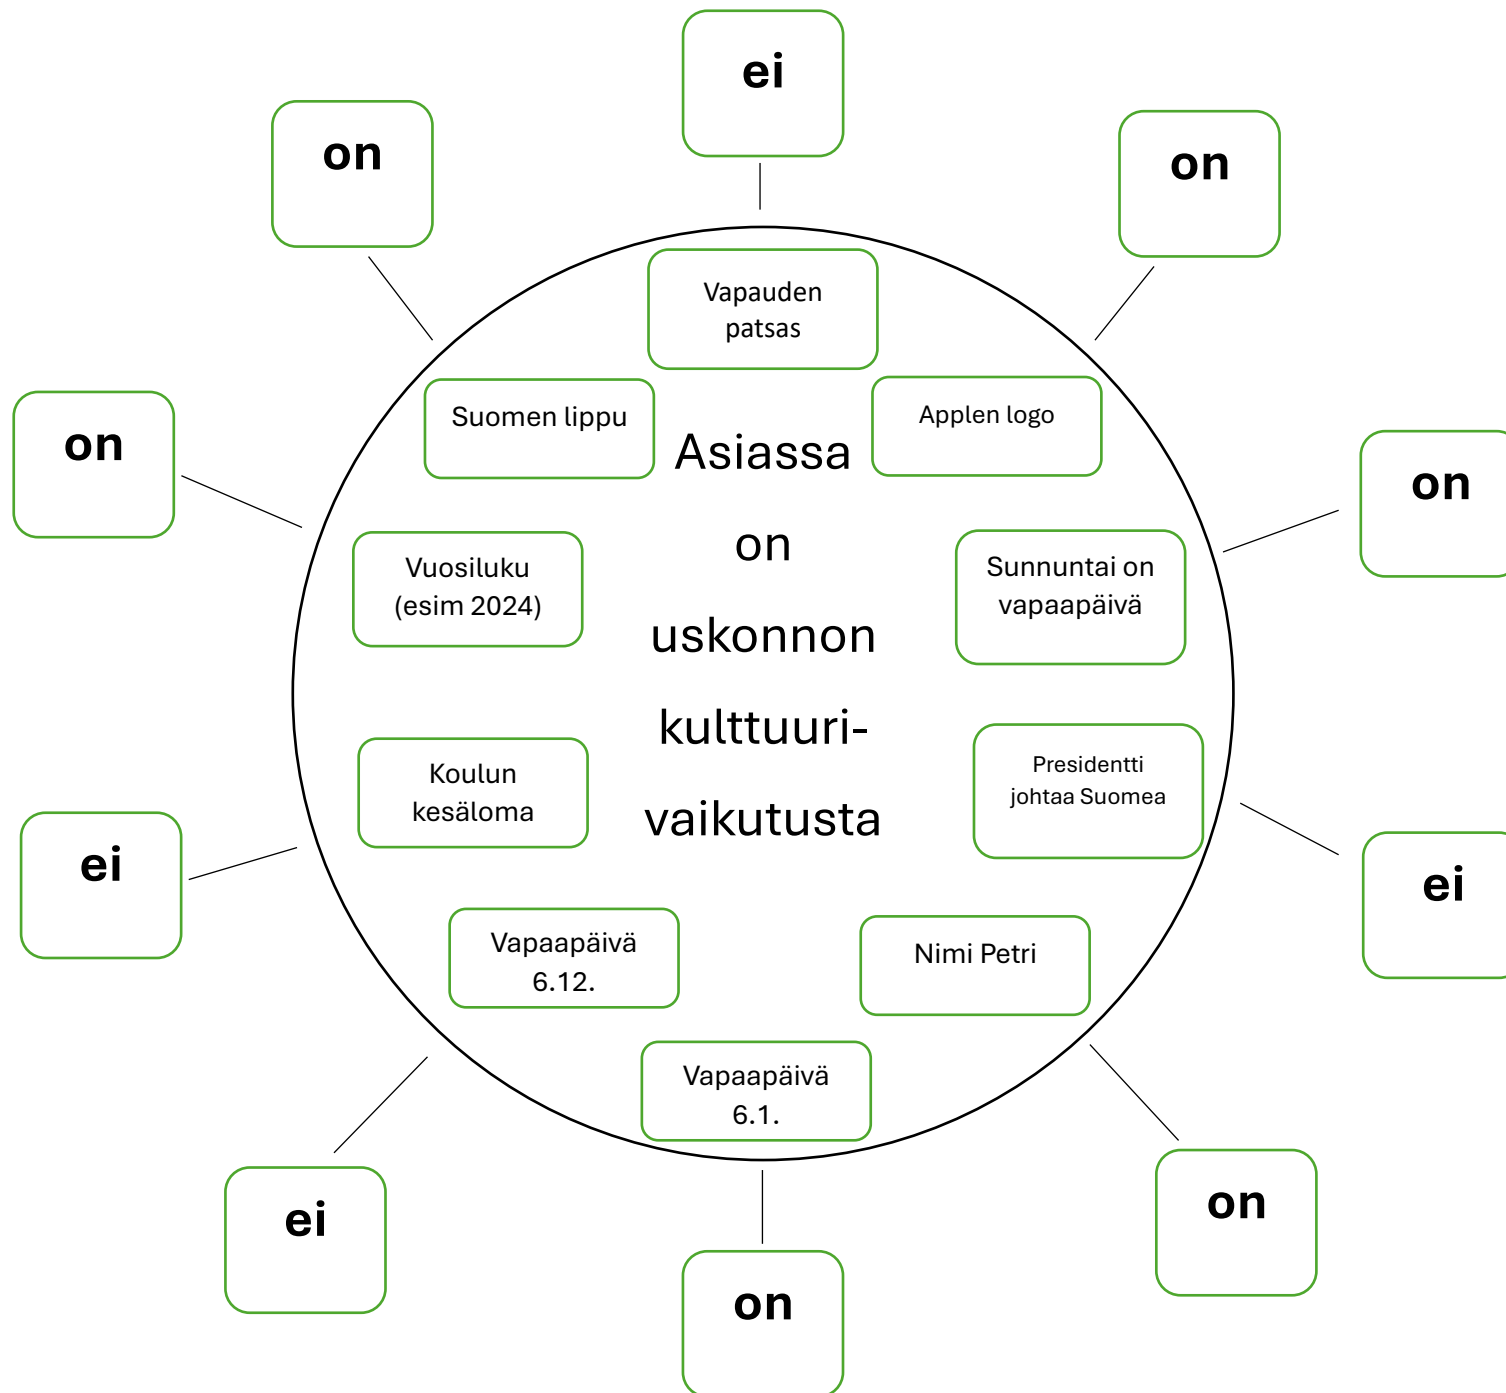 ei
on
on
Vapauden
patsas
Suomen lippu
Applen logo
Asiassa
on
uskonnon
kulttuuri-
vaikutusta
on
on
Vuosiluku
(esim 2024)
Sunnuntai on
vapaapäivä
Koulun
kesäloma
Presidentti
johtaa Suomea
ei
ei
Vapaapäivä
6.12.
Nimi Petri
Vapaapäivä
6.1.
ei
on
on